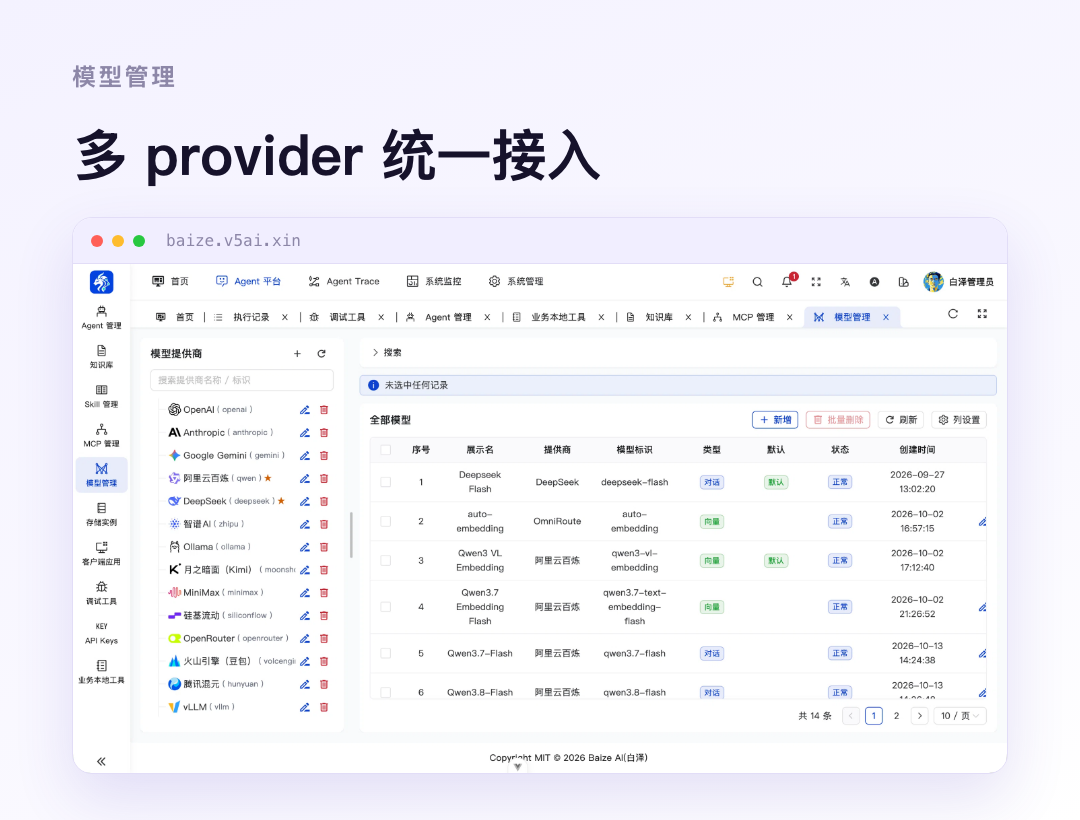 模型管理
多 provider 统一接入
baize.v5ai.xin
首页 Agent 平台 Agent Trace 系统监控 系统管理 1 白泽管理员
首页 执行记录 × 调试工具 × Agent 管理 × 业务本地工具 × 知识库 × MCP 管理 × 模型管理 ×
Agent 管理
知识库
Skill 管理
MCP 管理
模型管理
存储实例
客户端应用
调试工具
KEY
API Keys
业务本地工具
模型提供商
搜索提供商名称 / 标识
OpenAI ( openai )
Anthropic ( anthropic )
Google Gemini ( gemini )
阿里云百炼 ( qwen ) ★
DeepSeek ( deepseek ) ★
智谱AI ( zhipu )
Ollama ( ollama )
月之暗面（Kimi） ( moonsh
MiniMax ( minimax )
硅基流动 ( siliconflow )
OpenRouter ( openrouter )
火山引擎（豆包） ( volcengi
腾讯混元 ( hunyuan )
vLLM ( vllm )
搜索
未选中任何记录
全部模型
+ 新增 批量删除 刷新 列设置
序号 展示名 提供商 模型标识 类型 默认 状态 创建时间
1 Deepseek Flash DeepSeek deepseek-flash 对话 默认 正常 2026-09-27 13:02:20
2 auto-embedding OmniRoute auto-embedding 向量 正常 2026-10-02 16:57:15
3 Qwen3 VL Embedding 阿里云百炼 qwen3-vl-embedding 向量 默认 正常 2026-10-02 17:12:40
4 Qwen3.7 Embedding Flash 阿里云百炼 qwen3.7-text-embedding-flash 向量 正常 2026-10-02 21:26:52
5 Qwen3.7-Flash 阿里云百炼 qwen3.7-flash 对话 正常 2026-10-13 14:24:38
6 Qwen3.8-Flash 阿里云百炼 qwen3.8-flash 对话 正常 2026-10-13
共 14 条 1 2 10 / 页
Copyright MIT © 2026 Baize AI(白泽)